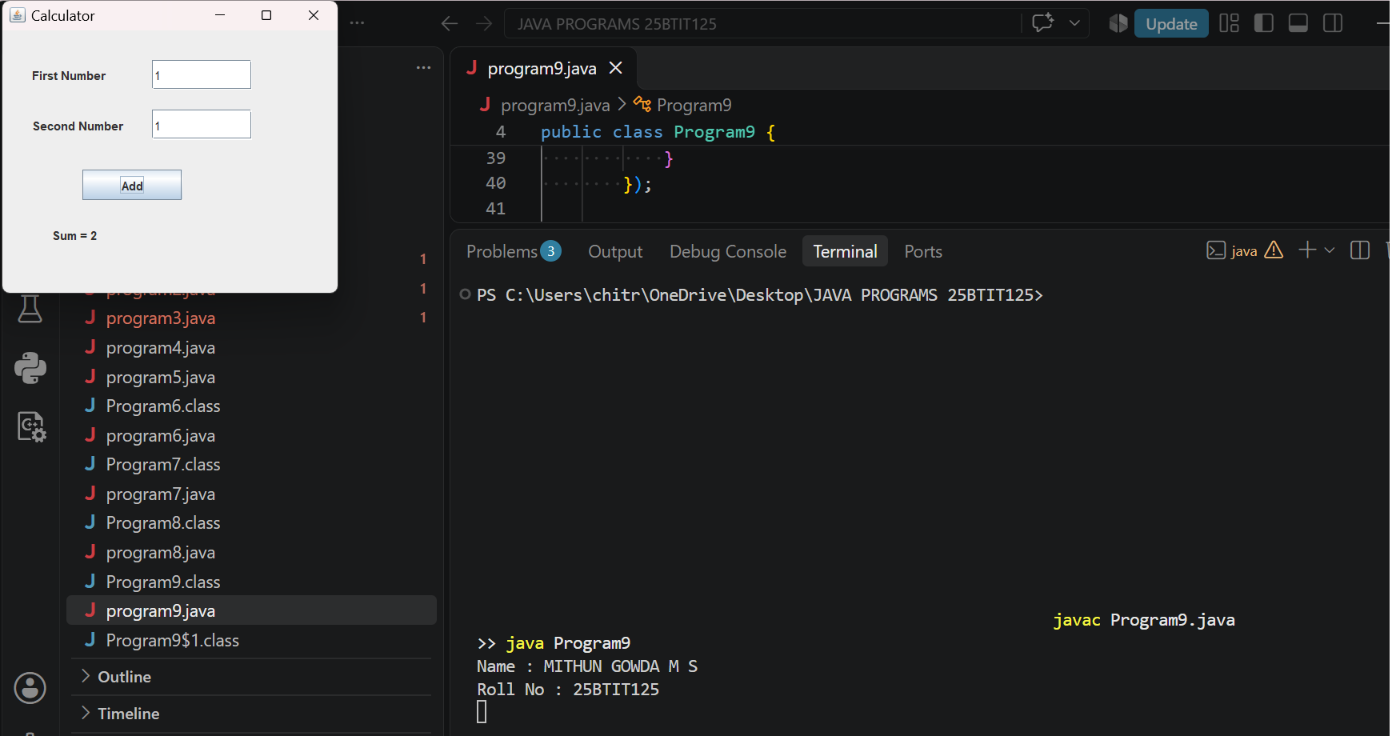 Calculator
First Number
1
Second Number
1
Add
Sum = 2
JAVA PROGRAMS 25BTIT125
Update
program9.java
program9.java > Program9
4 public class Program9 {
39 }
40 });
41
Problems 3 Output Debug Console Terminal Ports
java
PS C:\Users\chitr\OneDrive\Desktop\JAVA PROGRAMS 25BTIT125>
javac Program9.java
>> java Program9
Name : MITHUN GOWDA M S
Roll No : 25BTIT125
1
program2.java 1
program3.java 1
program4.java
program5.java
Program6.class
program6.java
Program7.class
program7.java
Program8.class
program8.java
Program9.class
program9.java
Program9$1.class
Outline
Timeline